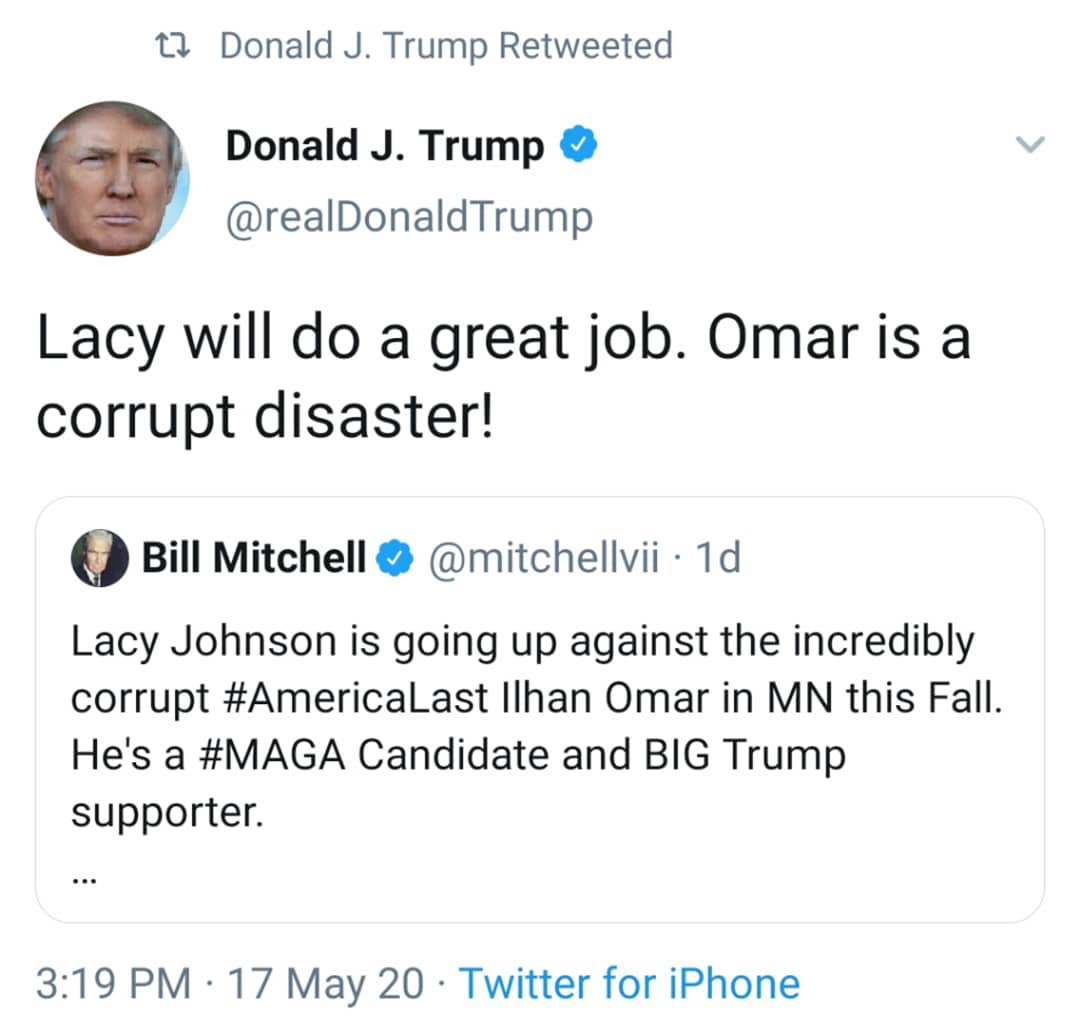 Donald J. Trump Retweeted
Donald J. Trump
@realDonaldTrump
Lacy will do a great job. Omar is a
corrupt disaster!
Bill Mitchell @mitchellvii · 1d
Lacy Johnson is going up against the incredibly
corrupt #AmericaLast Ilhan Omar in MN this Fall.
He's a #MAGA Candidate and BIG Trump
supporter.
...
3:19 PM · 17 May 20 · Twitter for iPhone